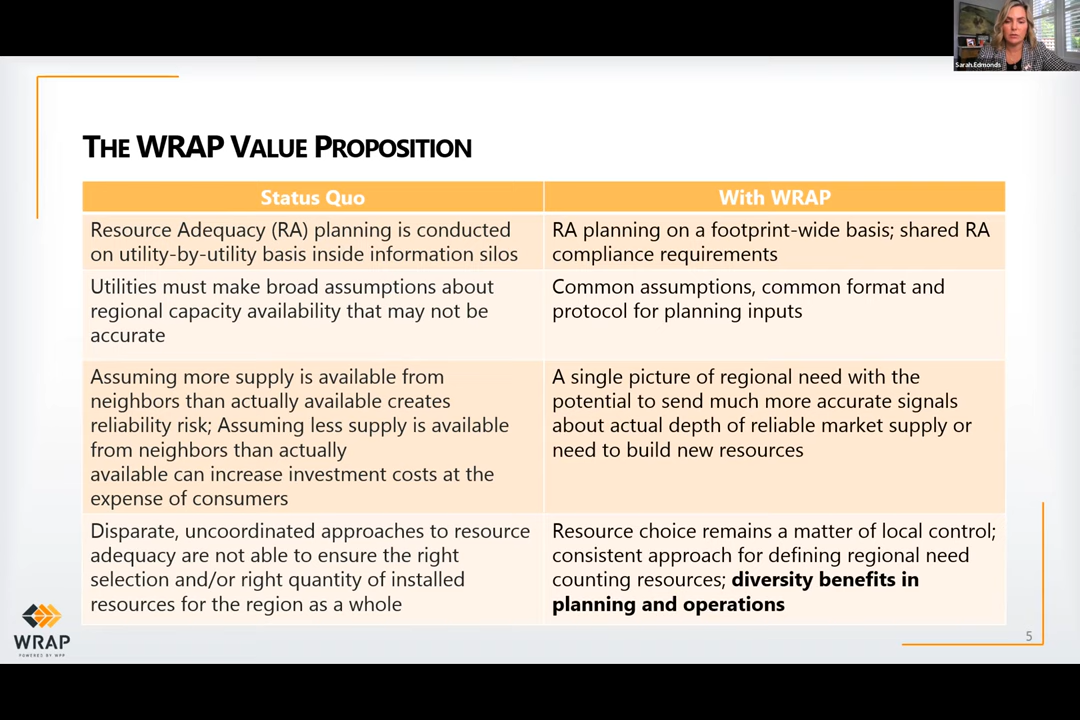 Sarah.Edmonds
THE WRAP VALUE PROPOSITION
Status Quo
With WRAP
Resource Adequacy (RA) planning is conducted
on utility-by-utility basis inside information silos
RA planning on a footprint-wide basis; shared RA
compliance requirements
Utilities must make broad assumptions about
regional capacity availability that may not be
accurate
Common assumptions, common format and
protocol for planning inputs
Assuming more supply is available from
neighbors than actually available creates
reliability risk; Assuming less supply is available
from neighbors than actually
available can increase investment costs at the
expense of consumers
A single picture of regional need with the
potential to send much more accurate signals
about actual depth of reliable market supply or
need to build new resources
Disparate, uncoordinated approaches to resource
adequacy are not able to ensure the right
selection and/or right quantity of installed
resources for the region as a whole
Resource choice remains a matter of local control;
consistent approach for defining regional need
counting resources; diversity benefits in
planning and operations
WRAP
POWERED BY WPP
5